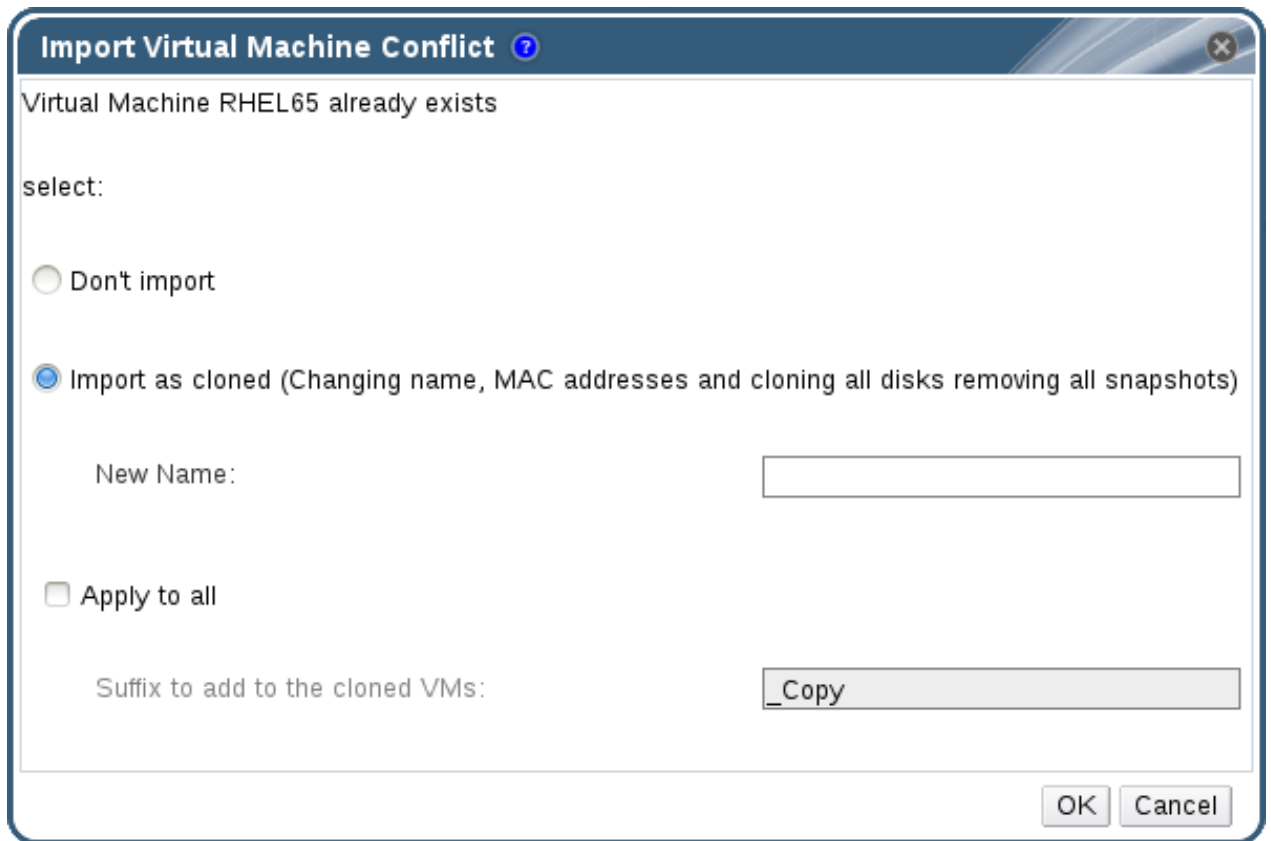 Import Virtual Machine Conflict ?
Virtual Machine RHEL65 already exists
select:
Don't import
Import as cloned (Changing name, MAC addresses and cloning all disks removing all snapshots)
New Name:
Apply to all
Suffix to add to the cloned VMs: _Copy
OK Cancel